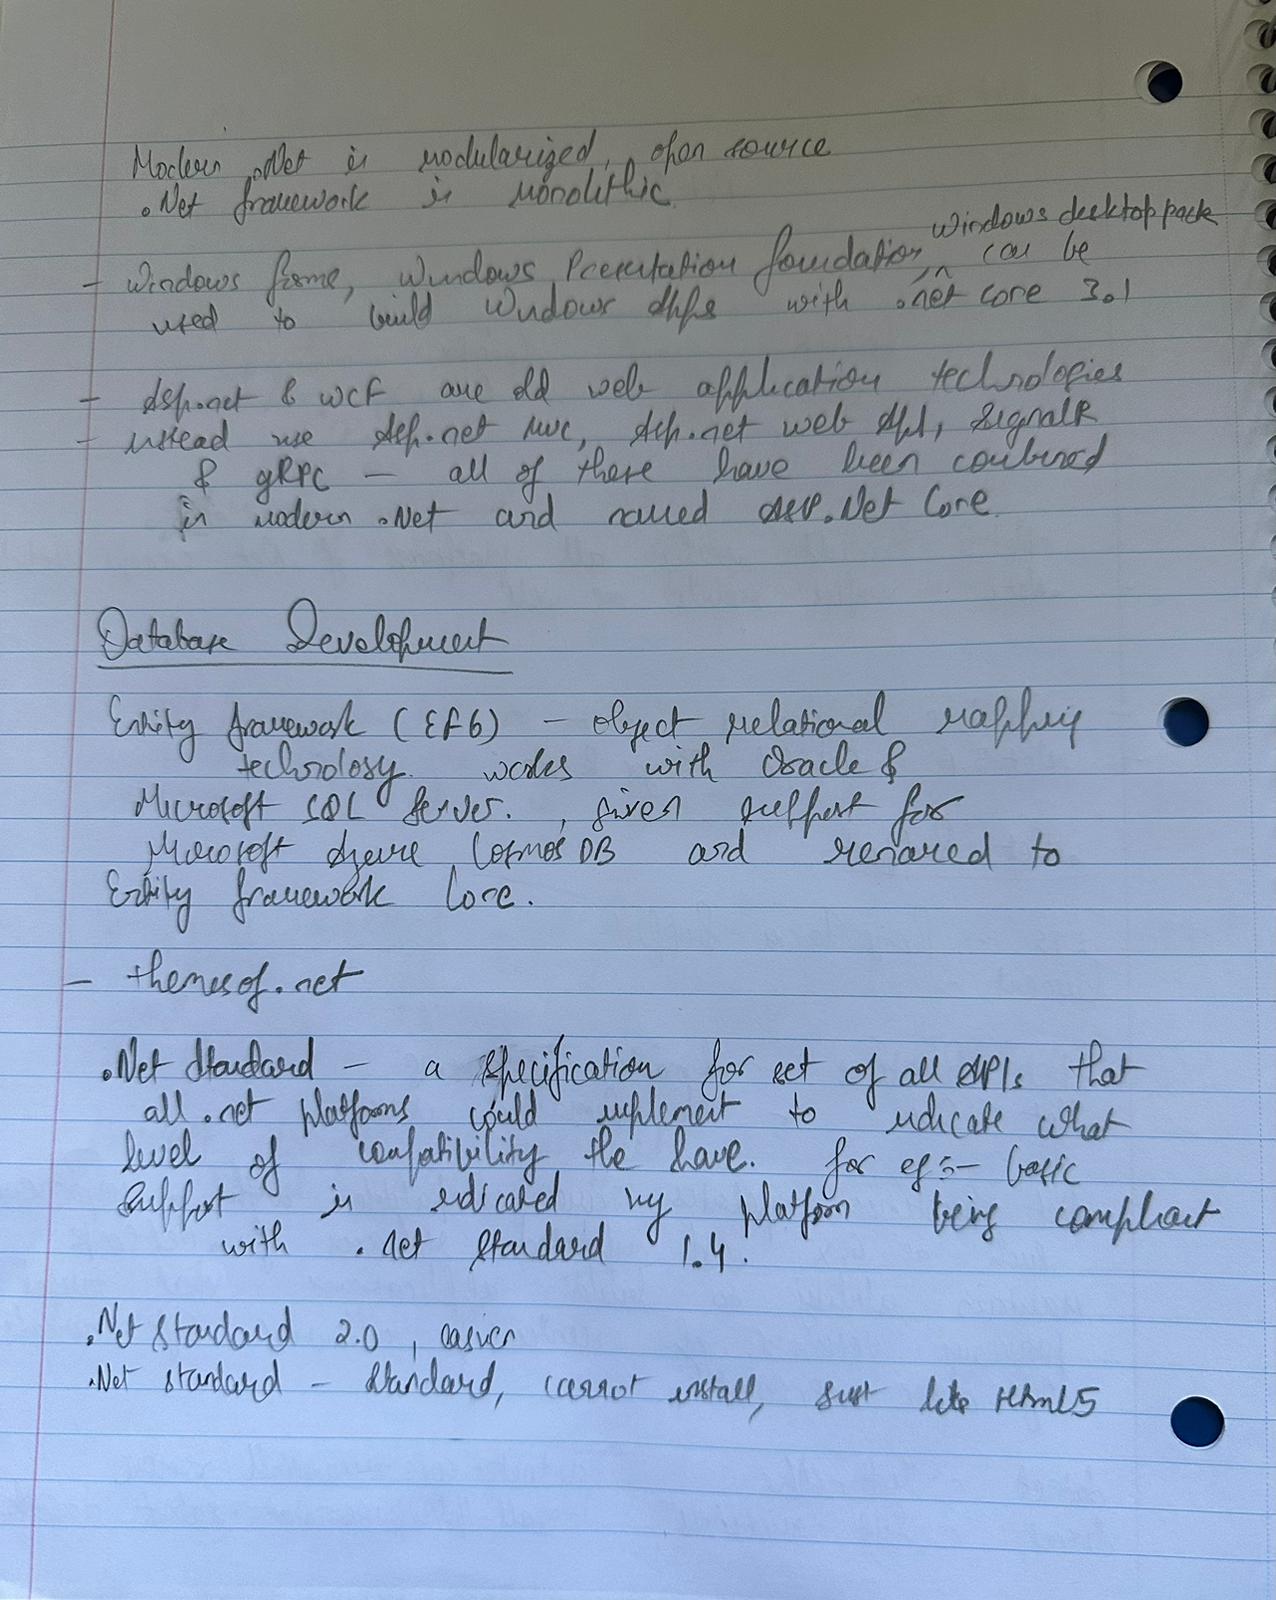 Modern .Net is modularized, open source
.Net framework is monolithic.
windows desktop pack
- Windows forms, Windows Presentation foundation, can be
used to build Windows Apps with .net core 3.1
- Asp.net & WCF are old web application technologies
- instead use Asp.net MVC, Asp.net web API, SignalR
& gRPC - all of these have been combined
in modern .Net and named ASP.Net Core.
Database Development
Entity framework (EF6) - object relational mapping
technology. works with Oracle &
Microsoft SQL Server. , given support for
Microsoft Azure Cosmos DB and renamed to
Entity framework Core.
- themesof.net
.Net Standard - a specification for set of all APIs that
all .net platforms could implement to indicate what
level of compatibility the have. for eg :- basic
Support is indicated by platform being compliant
with .net Standard 1.4.
.Net Standard 2.0 , easier
.Net standard - Standard, cannot install, just like HTML5